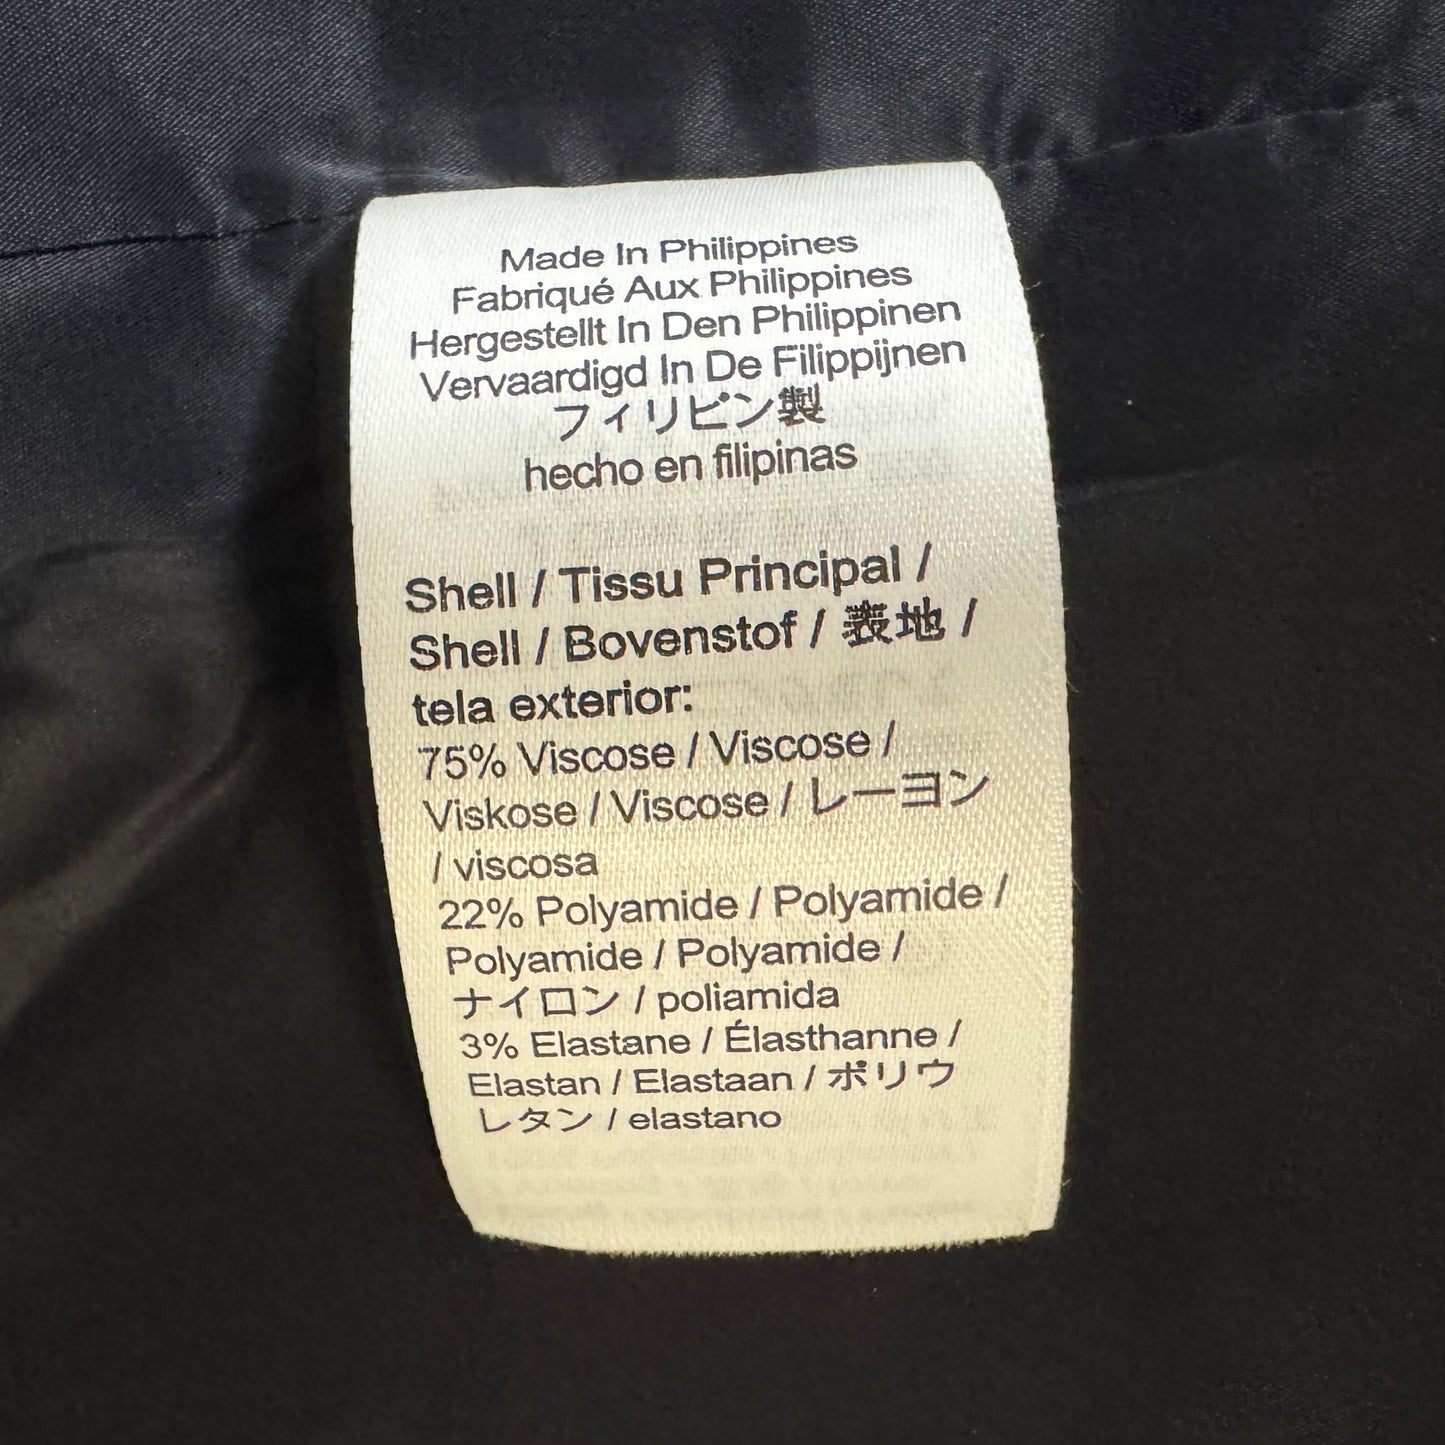 Made In Philippines
Fabriqué Aux Philippines
Hergestellt In Den Philippinen
Vervaardigd In De Filippijnen
フィリピン製
hecho en filipinas
Shell / Tissu Principal /
Shell / Bovenstof / 表地 /
tela exterior:
75% Viscose / Viscose /
Viskose / Viscose / レーヨン
/ viscosa
22% Polyamide / Polyamide /
Polyamide / Polyamide /
ナイロン / poliamida
3% Elastane / Élasthanne /
Elastan / Elastaan / ポリウ
レタン / elastano